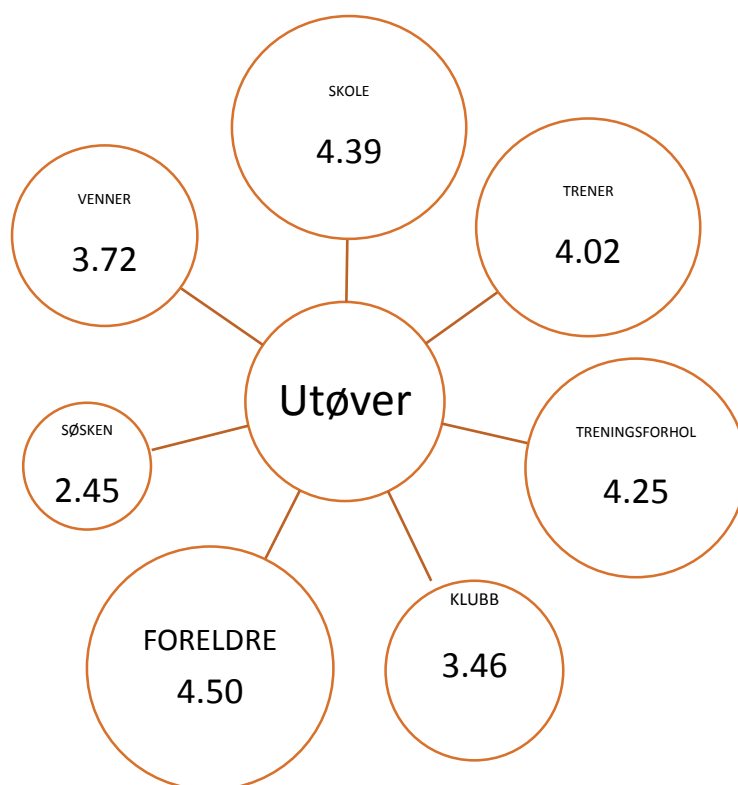 SKOLE
4.39
TRENER
4.02
TRENINGSFORHOL
4.25
KLUBB
3.46
FORELDRE
4.50
SØSKEN
2.45
VENNER
3.72
Utøver